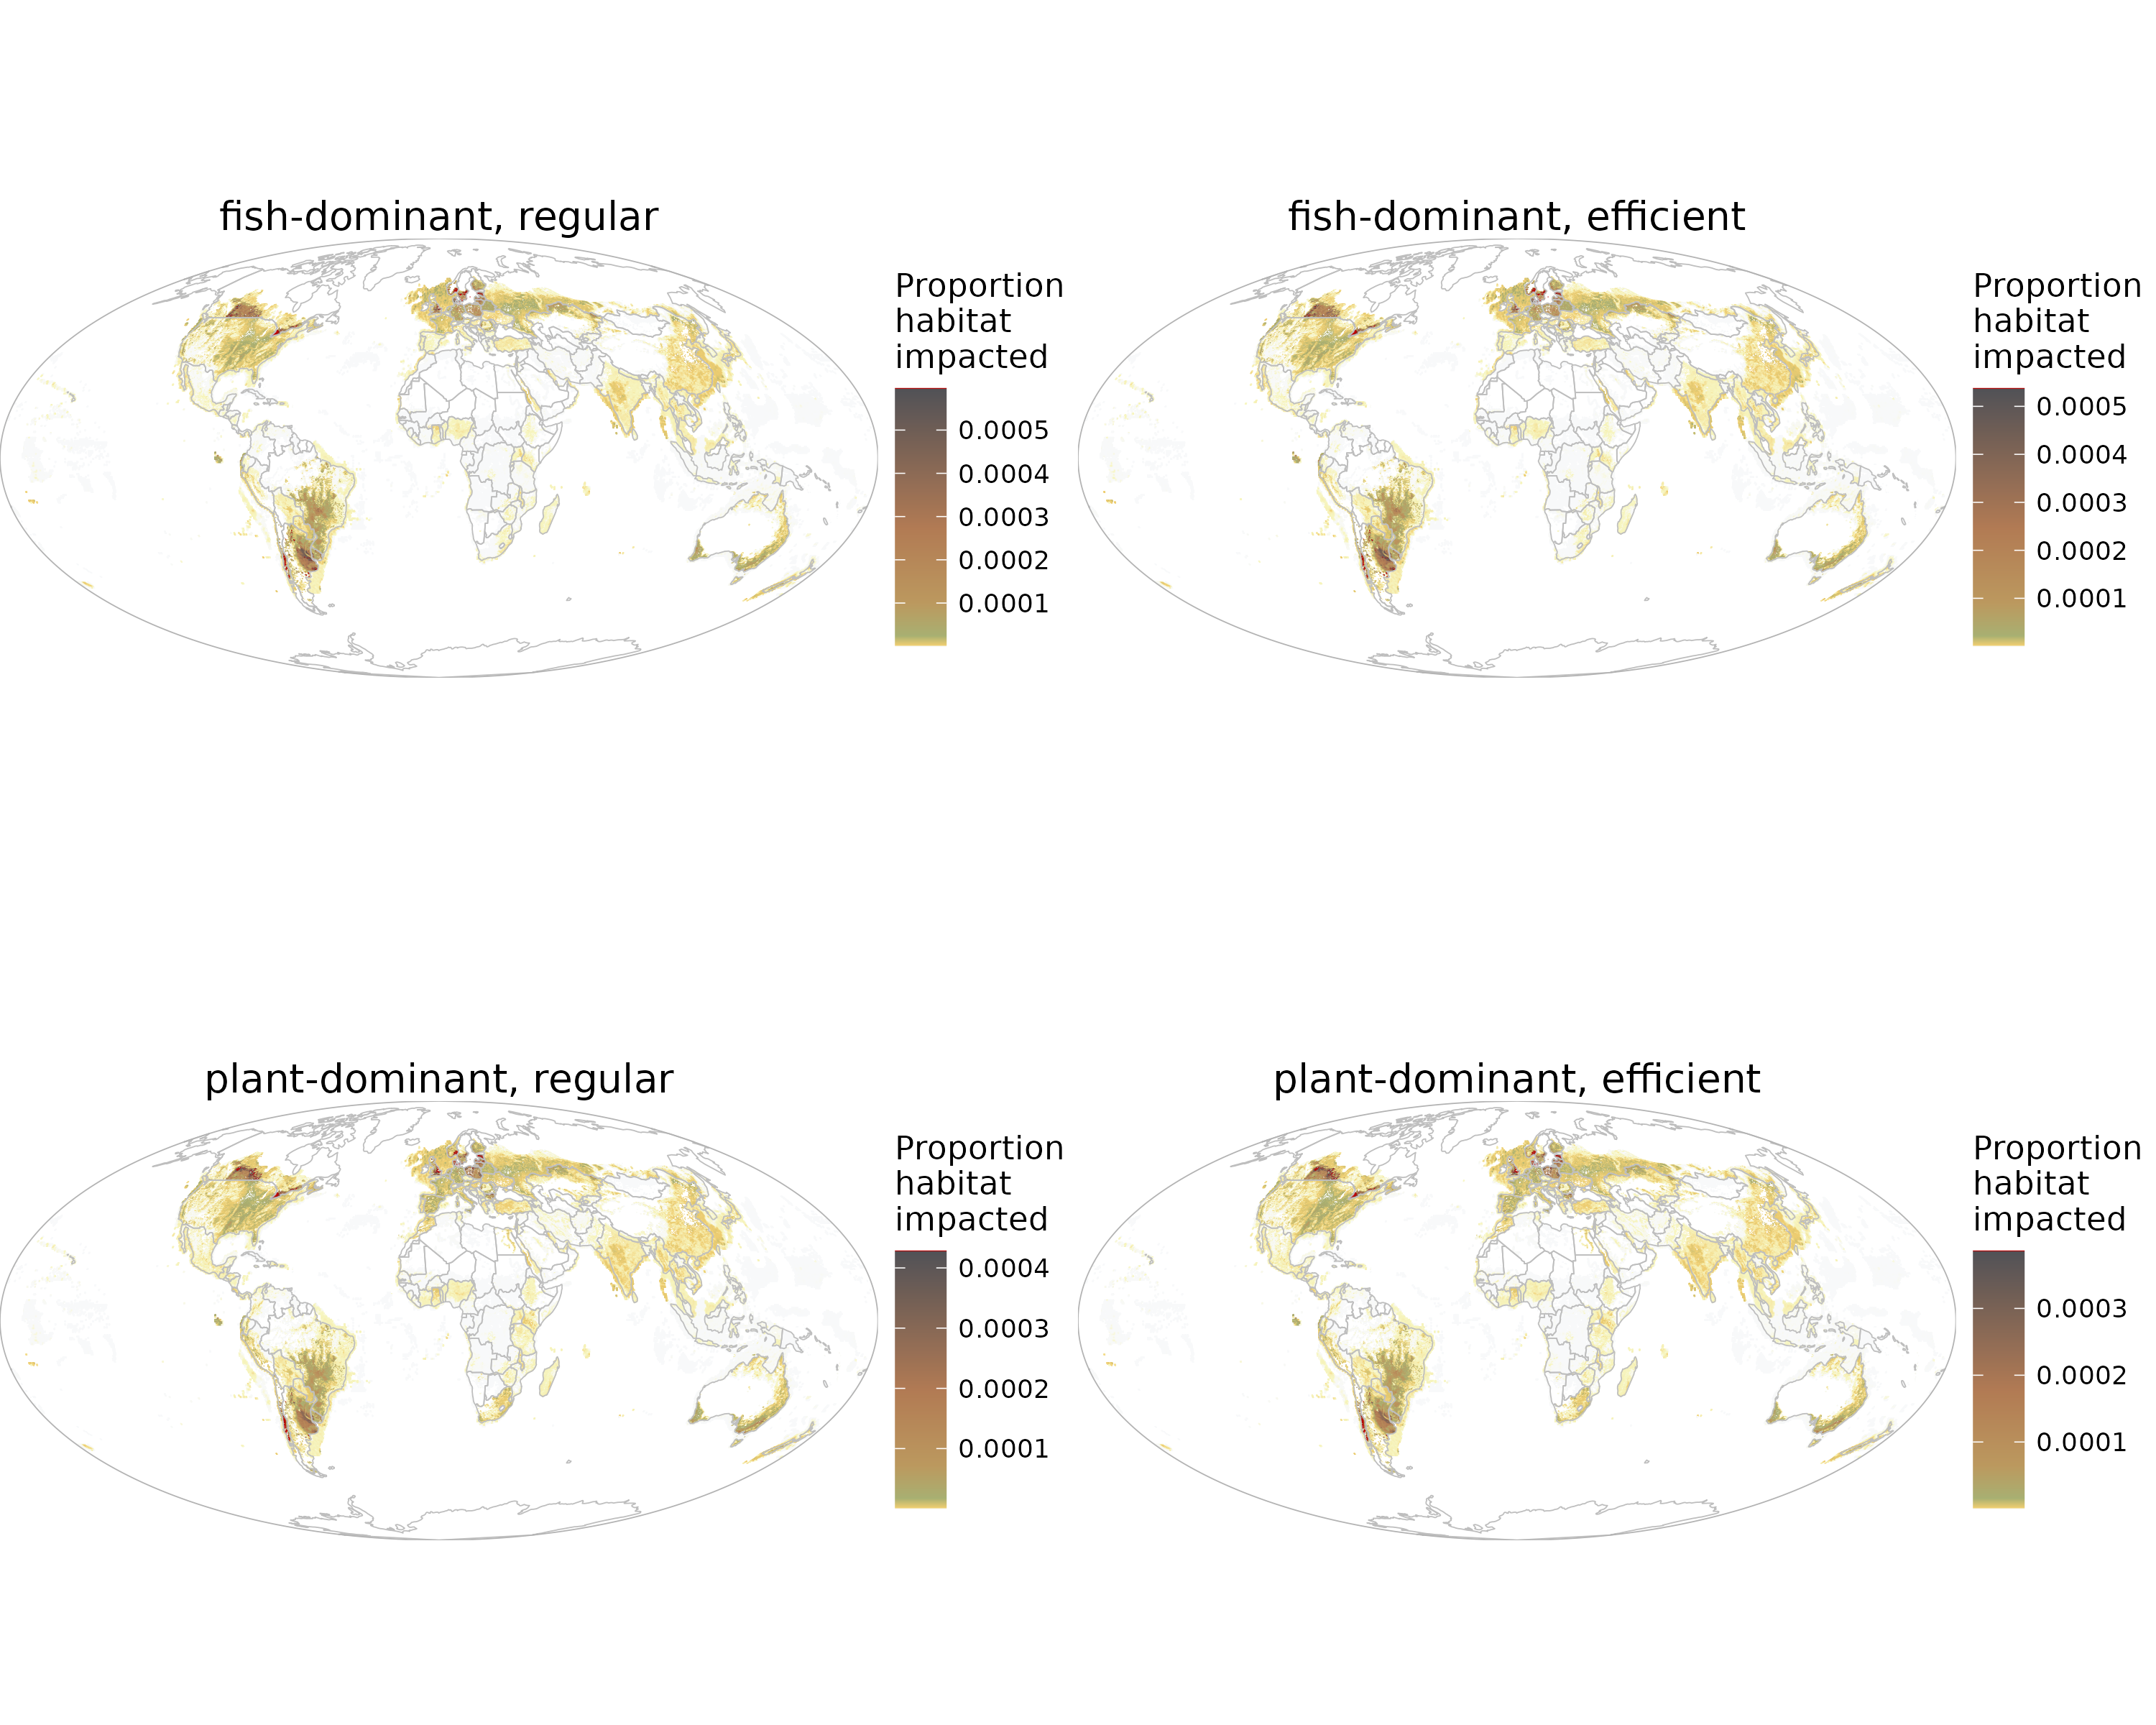 fish-dominant, regular
Proportion
habitat
impacted
0.0005
0.0004
0.0003
0.0002
0.0001
fish-dominant, efficient
Proportion
habitat
impacted
0.0005
0.0004
0.0003
0.0002
0.0001
plant-dominant, regular
Proportion
habitat
impacted
0.0004
0.0003
0.0002
0.0001
plant-dominant, efficient
Proportion
habitat
impacted
0.0003
0.0002
0.0001